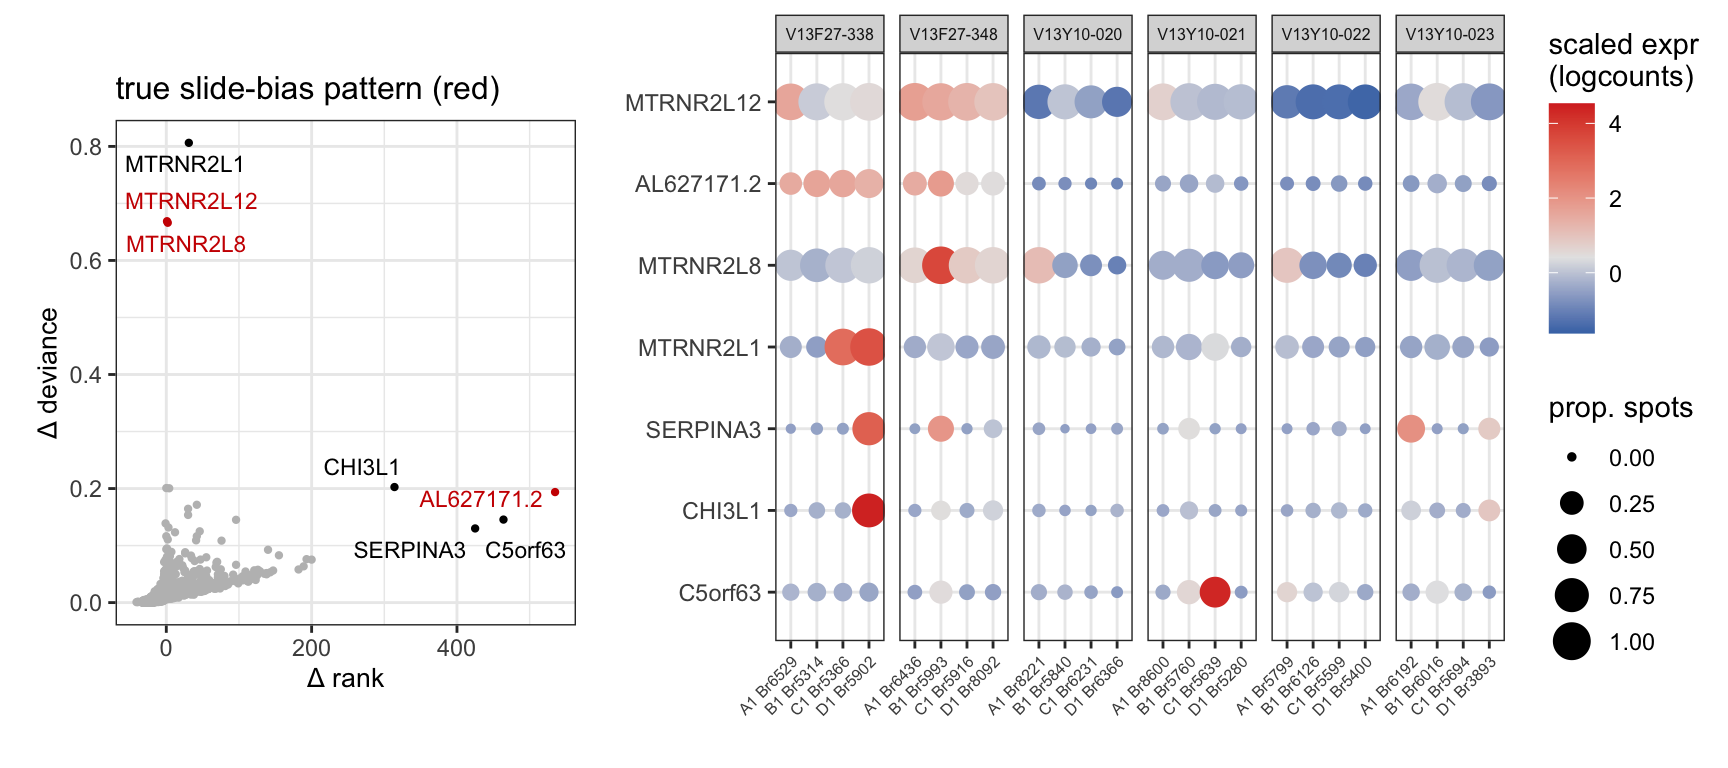 true slide-bias pattern (red)
Δ deviance
0.8
0.6
0.4
0.2
0.0
MTRNR2L1
MTRNR2L12
MTRNR2L8
CHI3L1
AL627171.2
SERPINA3
C5orf63
0
200
400
Δ rank
V13F27-338
V13F27-348
V13Y10-020
V13Y10-021
V13Y10-022
V13Y10-023
MTRNR2L12
AL627171.2
MTRNR2L8
MTRNR2L1
SERPINA3
CHI3L1
C5orf63
A1 Br6529
B1 Br5314
C1 Br5366
D1 Br5902
A1 Br6436
B1 Br5993
C1 Br5916
D1 Br8092
A1 Br8221
B1 Br5840
C1 Br6231
D1 Br6366
A1 Br8600
B1 Br5760
C1 Br5639
D1 Br5280
A1 Br5799
B1 Br6126
C1 Br5599
D1 Br5400
A1 Br6192
B1 Br6016
C1 Br5694
D1 Br3893
scaled expr
(logcounts)
4
2
0
prop. spots
0.00
0.25
0.50
0.75
1.00